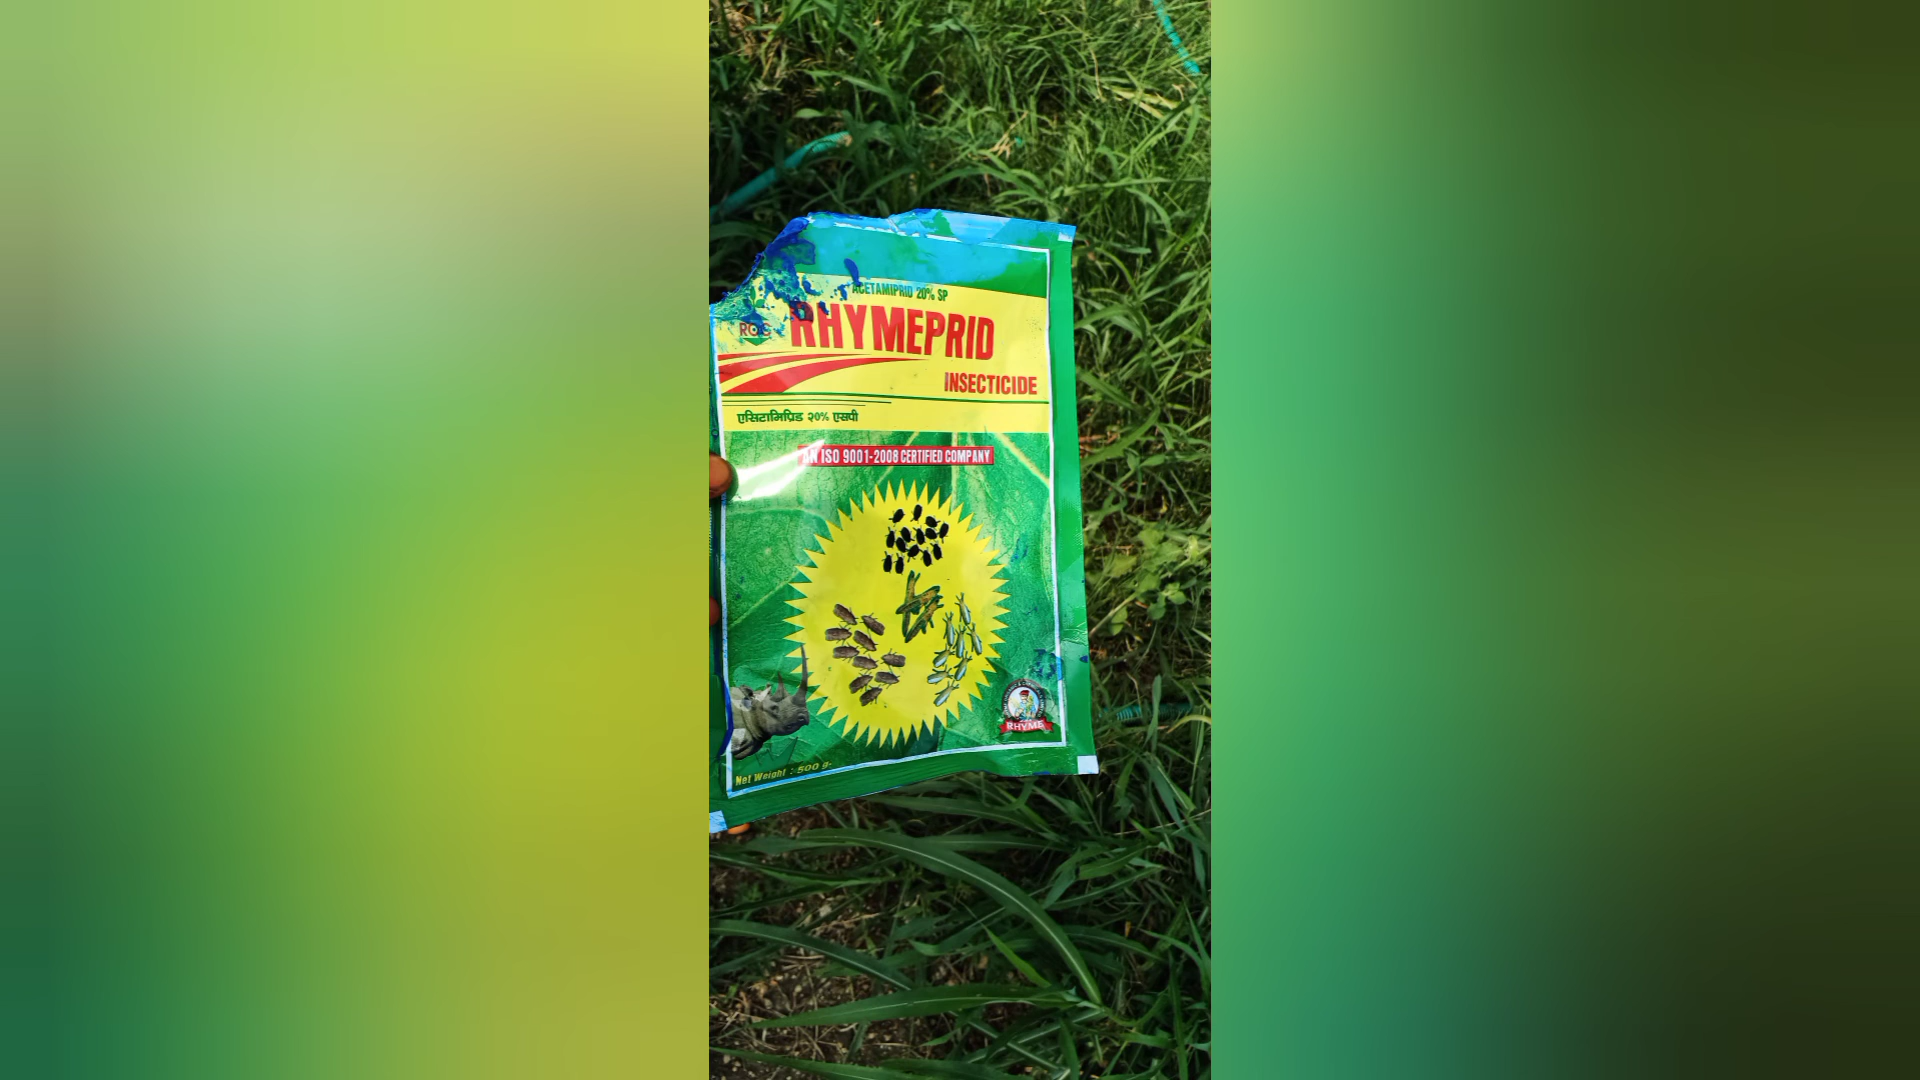 ACETAMIPRID 20% SP
RHYMEPRID
INSECTICIDE
एसिटामिप्रिड २०% एसपी
AN ISO 9001-2008 CERTIFIED COMPANY
RHYME
Net Weight : 500 g.